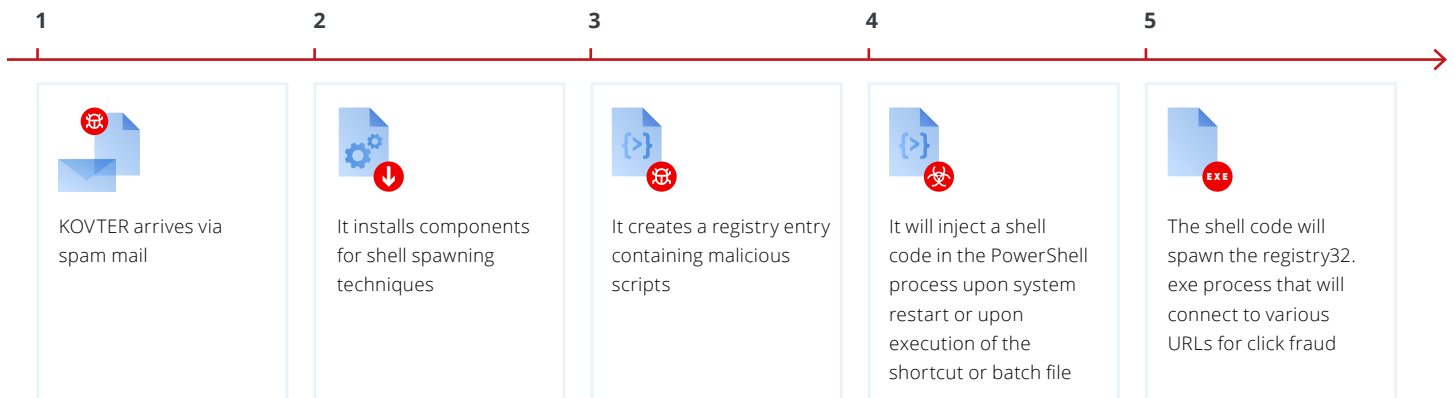 1
2
3
4
5
KOVTER arrives via
spam mail
It installs components
for shell spawning
techniques
It creates a registry entry
containing malicious
scripts
It will inject a shell
code in the PowerShell
process upon system
restart or upon
execution of the
shortcut or batch file
EXE
The shell code will
spawn the registry32.
exe process that will
connect to various
URLs for click fraud